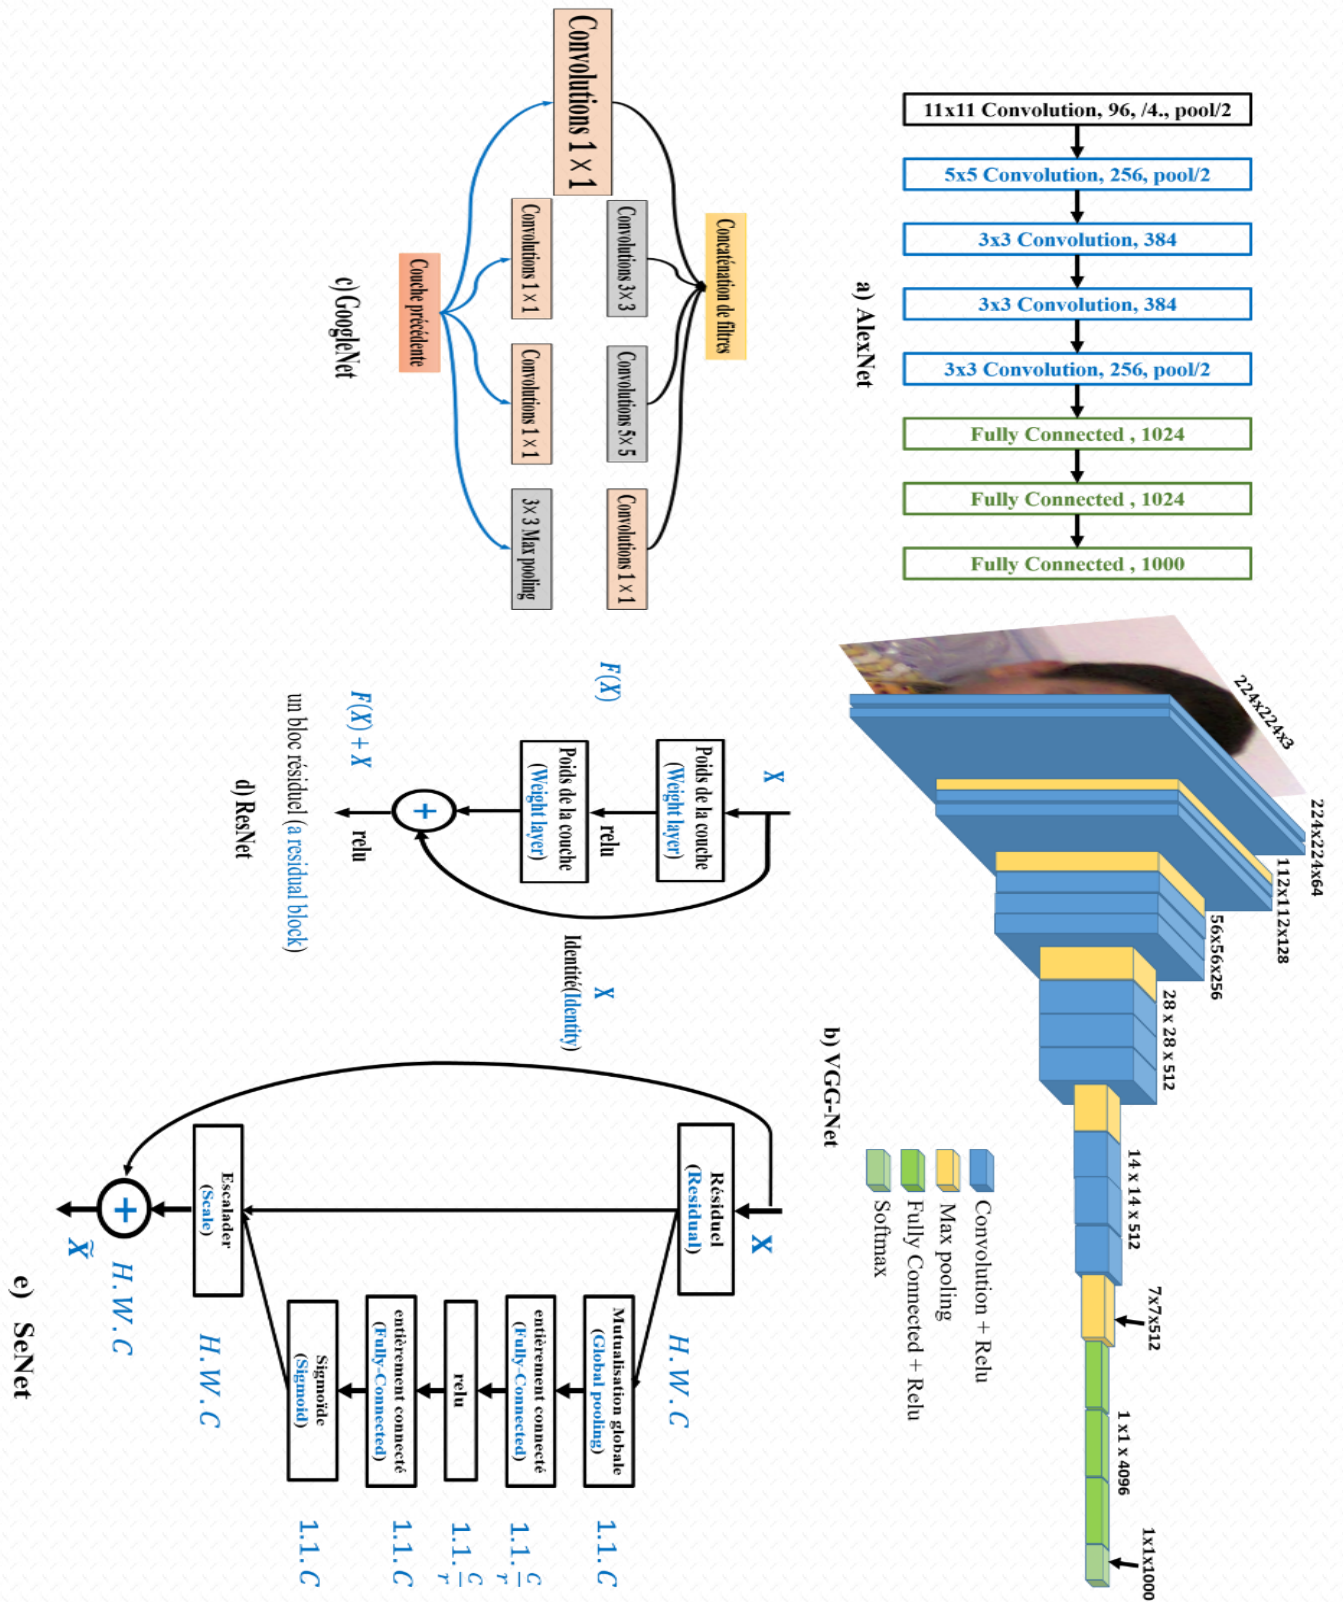 11x11 Convolution, 96, /4., pool/2
5x5 Convolution, 256, pool/2
3x3 Convolution, 384
3x3 Convolution, 384
3x3 Convolution, 256, pool/2
Fully Connected , 1024
Fully Connected , 1024
Fully Connected , 1000
a) AlexNet
224x224x3
224x224x64
112x112x128
56x56x256
28 x 28 x 512
14 x 14 x 512
7x7x512
1x1 x 4096
1x1x1000
Convolution + Relu
Max pooling
Fully Connected + Relu
Softmax
b) VGG-Net
Concaténation de filtres
Convolutions 1 × 1
Convolutions 3 × 3
Convolutions 5 × 5
Convolutions 1 × 1
Convolutions 1 × 1
Convolutions 1 × 1
3 × 3 Max pooling
Couche précédente
c) GoogleNet
X
Poids de la couche
(Weight layer)
F(X)
relu
Poids de la couche
(Weight layer)
X
Identité(Identity)
+
F(X) + X
relu
un bloc résiduel (a residual block)
d) ResNet
X
Résiduel
(Residual)
H.W.C
Mutualisation globale
(Global pooling)
1.1.C
entièrement connecté
(Fully-Connected)
1.1.C/r
relu
1.1.C/r
entièrement connecté
(Fully-Connected)
1.1.C
Sigmoïde
(Sigmoid)
1.1.C
Escalader
(Scale)
H.W.C
+
H.W.C
X̃
e) SeNet